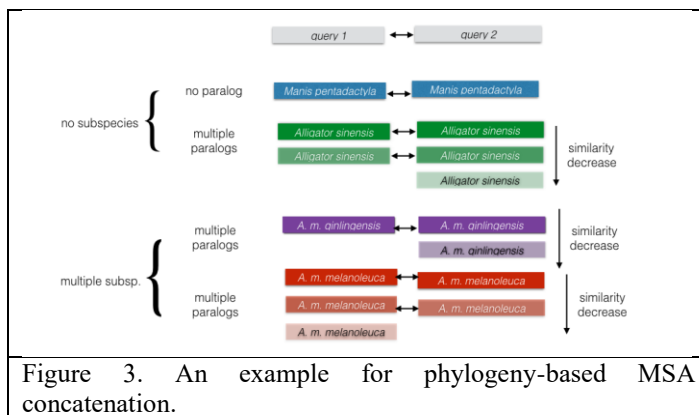 query 1 query 2
no paralog Manis pentadactyla Manis pentadactyla
no subspecies
multiple paralogs Alligator sinensis Alligator sinensis
Alligator sinensis Alligator sinensis
similarity decrease
Alligator sinensis
multiple paralogs A. m. qinlingensis A. m. qinlingensis
A. m. qinlingensis
similarity decrease
multiple subsp.
A. m. melanoleuca A. m. melanoleuca
multiple paralogs A. m. melanoleuca A. m. melanoleuca
similarity decrease
A. m. melanoleuca
Figure 3. An example for phylogeny-based MSA
concatenation.